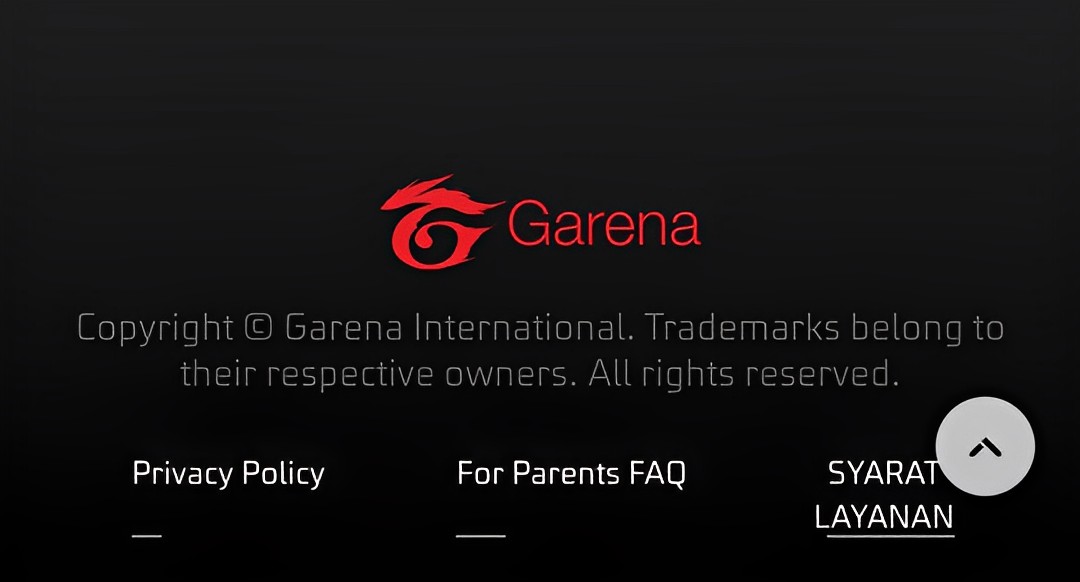 Garena
Copyright © Garena International. Trademarks belong to
their respective owners. All rights reserved.
Privacy Policy
For Parents FAQ
SYARAT
LAYANAN